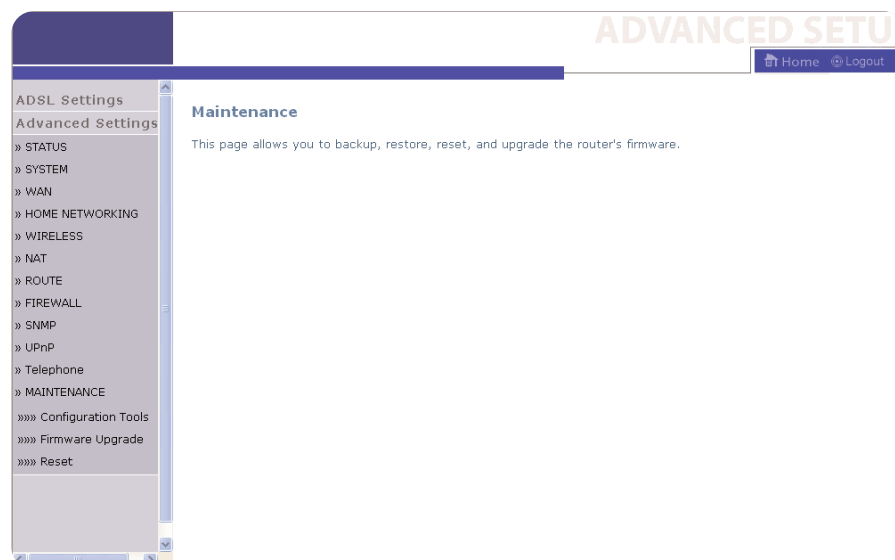 ADVANCED SETU
Home Logout
ADSL Settings
Advanced Settings
» STATUS
» SYSTEM
» WAN
» HOME NETWORKING
» WIRELESS
» NAT
» ROUTE
» FIREWALL
» SNMP
» UPnP
» Telephone
» MAINTENANCE
»»» Configuration Tools
»»» Firmware Upgrade
»»» Reset
Maintenance
This page allows you to backup, restore, reset, and upgrade the router's firmware.